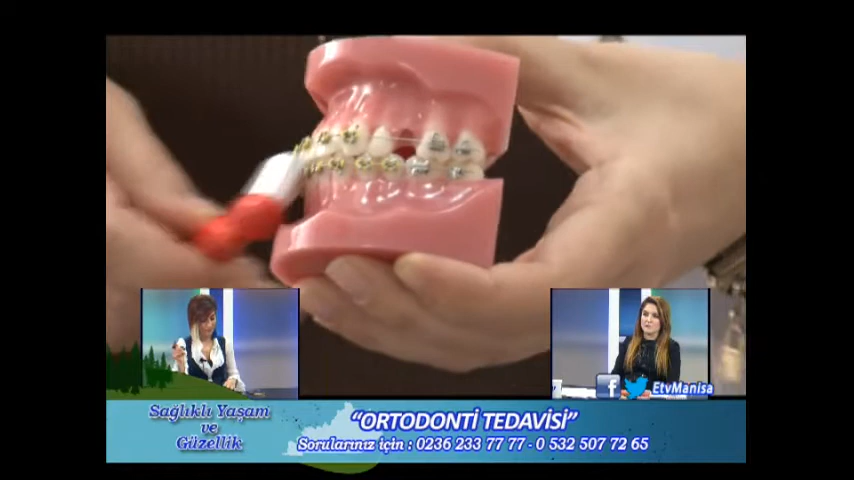 EtvManisa
Sağlıklı Yaşam
ve
Güzellik
"ORTODONTİ TEDAVİSİ"
Sorularınız için : 0236 233 77 77 - 0 532 507 72 65